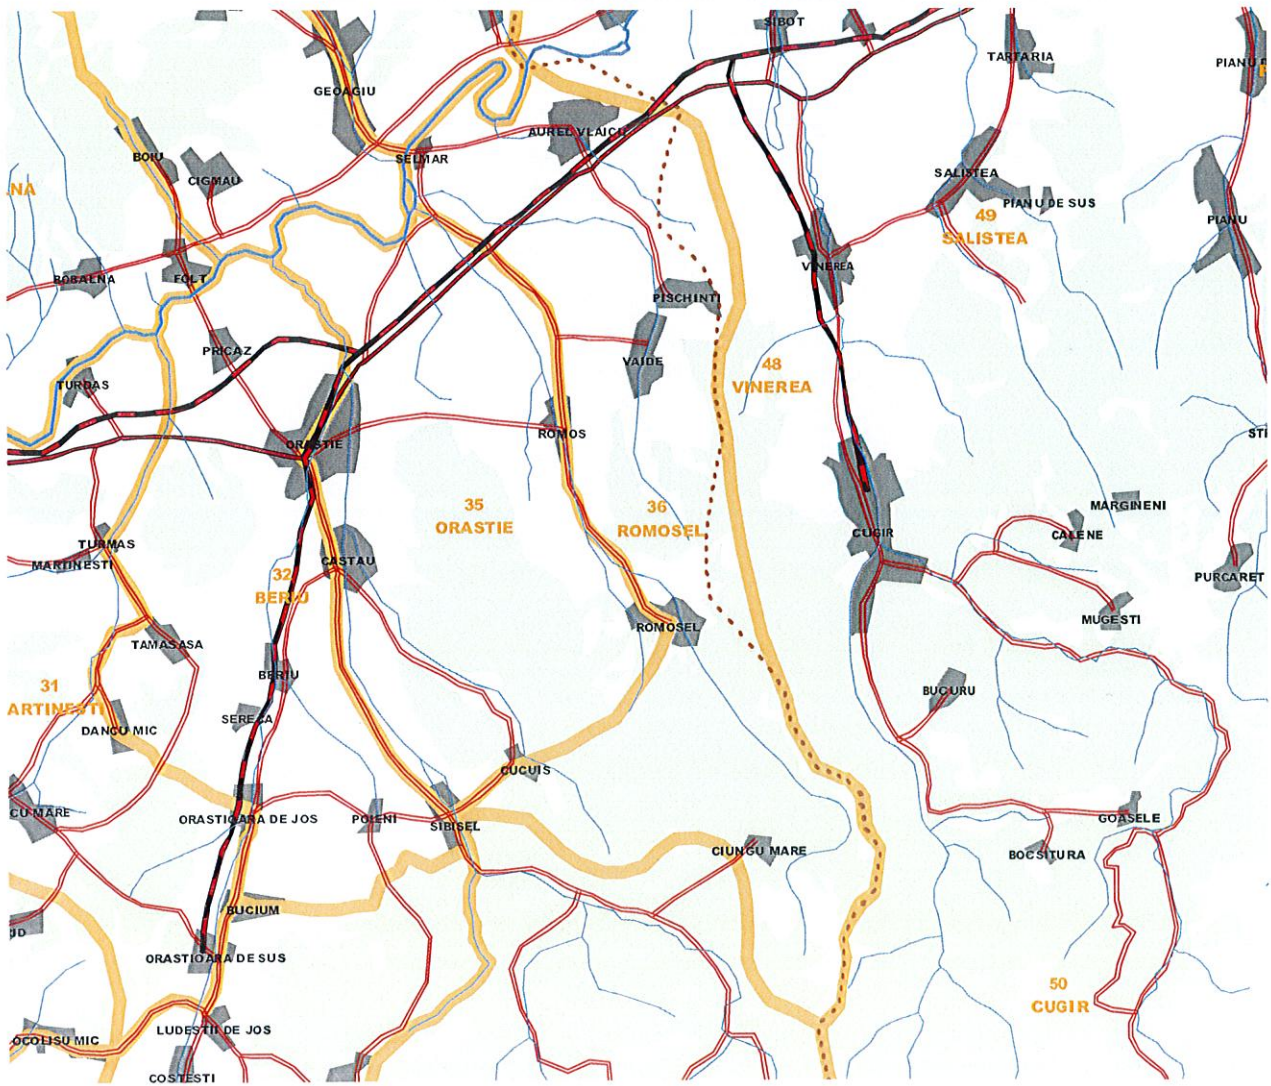 SIBOT
TARTARIA
PIANU
GEOAGIU
AUREL VLAICU
BOIU
SELMAR
CIGMAU
SALISTEA
NA
PIANU DE SUS
49
SALISTEA
PIANU
BOBALNA
FOLT
VINEREA
PISCHINTI
PRICAZ
VAIDE
48
VINEREA
TURDAS
ROMOS
ORASTIE
STI
35
ORASTIE
36
ROMOSEL
MARGINENI
CALENE
CUGIR
TURMAS
MARTINESTI
CASTAU
32
BERIU
PURCARET
MUGESTI
ROMOSEL
TAMASASA
BERIU
31
ARTINESTI
BUCURU
SERECA
DANCU MIC
CUCUIS
CU MARE
ORASTIOARA DE JOS
POLENI
SIBISEL
GOASELE
CIUNGU MARE
BOCSITURA
BUCIUM
JD
ORASTIOARA DE SUS
50
CUGIR
LUDESTII DE JOS
OCOLISU MIC
COSTESTI